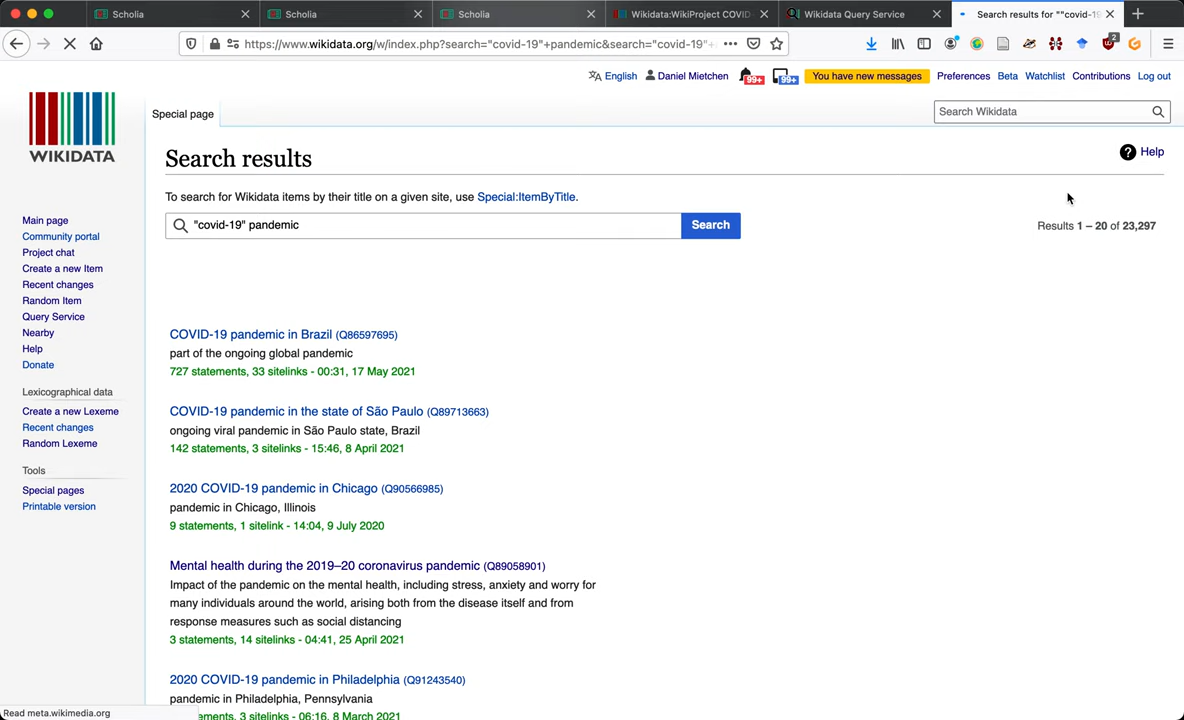 Scholia
Scholia
Scholia
Wikidata:WikiProject COVID
Wikidata Query Service
Search results for ""covid-19
https://www.wikidata.org/w/index.php?search="covid-19"+pandemic&search="covid-19"+
2
English
Daniel Mietchen
99+
99+
You have new messages
Preferences
Beta
Watchlist
Contributions
Log out
WIKIDATA
Special page
Search Wikidata
Search results
Help
To search for Wikidata items by their title on a given site, use Special:ItemByTitle.
"covid-19" pandemic
Search
Results 1 – 20 of 23,297
Main page
Community portal
Project chat
Create a new Item
Recent changes
Random Item
Query Service
Nearby
Help
Donate
Lexicographical data
Create a new Lexeme
Recent changes
Random Lexeme
Tools
Special pages
Printable version
COVID-19 pandemic in Brazil (Q86597695)
part of the ongoing global pandemic
727 statements, 33 sitelinks - 00:31, 17 May 2021
COVID-19 pandemic in the state of São Paulo (Q89713663)
ongoing viral pandemic in São Paulo state, Brazil
142 statements, 3 sitelinks - 15:46, 8 April 2021
2020 COVID-19 pandemic in Chicago (Q90566985)
pandemic in Chicago, Illinois
9 statements, 1 sitelink - 14:04, 9 July 2020
Mental health during the 2019–20 coronavirus pandemic (Q89058901)
Impact of the pandemic on the mental health, including stress, anxiety and worry for
many individuals around the world, arising both from the disease itself and from
response measures such as social distancing
3 statements, 14 sitelinks - 04:41, 25 April 2021
2020 COVID-19 pandemic in Philadelphia (Q91243540)
pandemic in Philadelphia, Pennsylvania
ements, 3 sitelinks - 06:16, 8 March 2021
Read meta.wikimedia.org